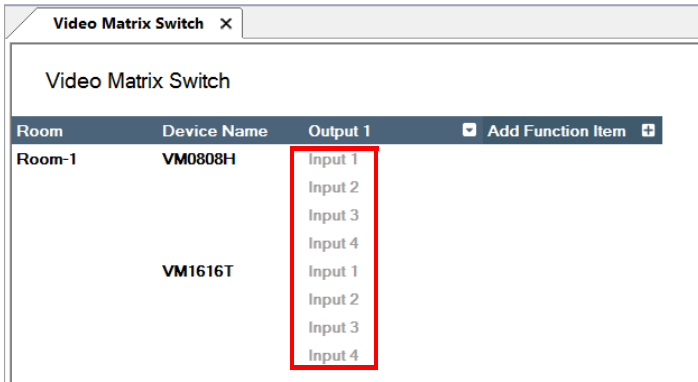 Video Matrix Switch
Video Matrix Switch
Room Device Name Output 1 Add Function Item
Room-1 VM0808H Input 1
Input 2
Input 3
Input 4
VM1616T Input 1
Input 2
Input 3
Input 4